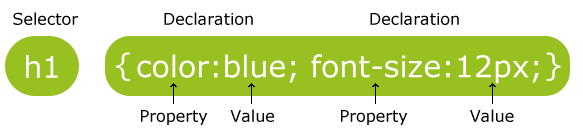 Selector Declaration Declaration
h1 {color:blue; font-size:12px;}
Property Value Property Value